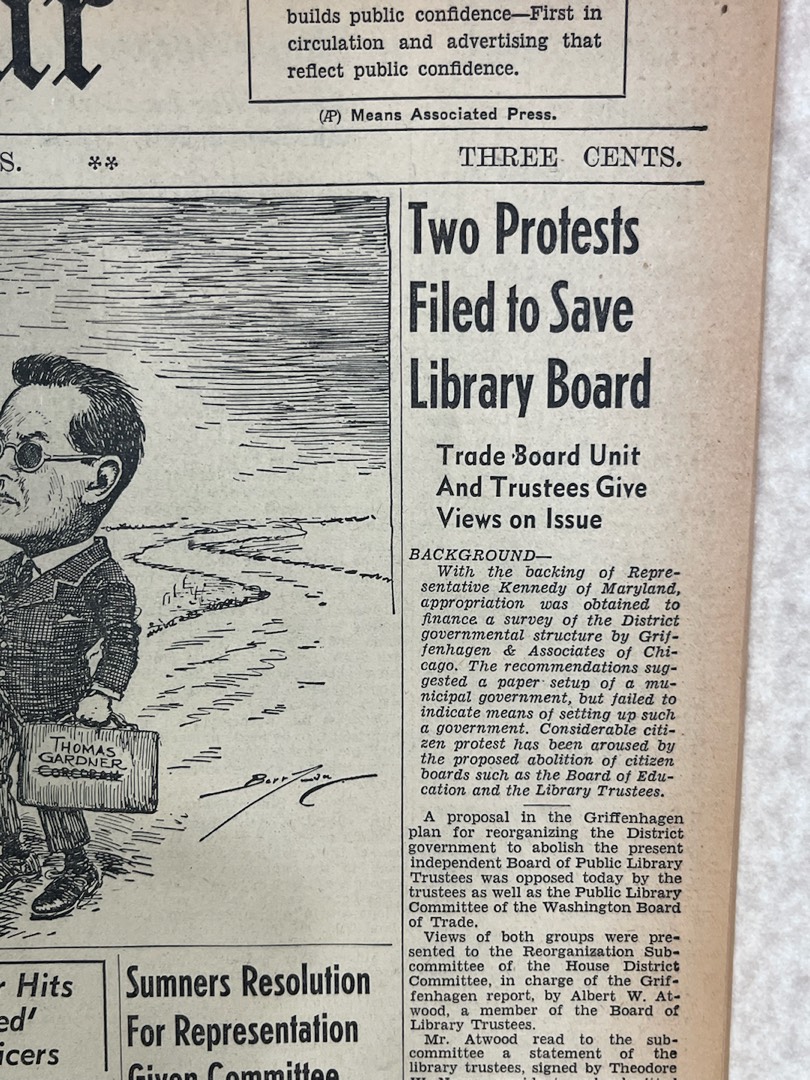 ur
builds public confidence—First in
circulation and advertising that
reflect public confidence.
(AP) Means Associated Press.
S. ** THREE CENTS.
THOMAS
GARDNER
CORCORAN
Two Protests
Filed to Save
Library Board
Trade Board Unit
And Trustees Give
Views on Issue
BACKGROUND—
With the backing of Repre-
sentative Kennedy of Maryland,
appropriation was obtained to
finance a survey of the District
governmental structure by Grif-
fenhagen & Associates of Chi-
cago. The recommendations sug-
gested a paper setup of a mu-
nicipal government, but failed to
indicate means of setting up such
a government. Considerable citi-
zen protest has been aroused by
the proposed abolition of citizen
boards such as the Board of Edu-
cation and the Library Trustees.
A proposal in the Griffenhagen
plan for reorganizing the District
government to abolish the present
independent Board of Public Library
Trustees was opposed today by the
trustees as well as the Public Library
Committee of the Washington Board
of Trade.
Views of both groups were pre-
sented to the Reorganization Sub-
committee of the House District
Committee, in charge of the Grif-
fenhagen report, by Albert W. At-
wood, a member of the Board of
Library Trustees.
Mr. Atwood read to the sub-
committee a statement of the
library trustees, signed by Theodore
r Hits
ed'
icers
Sumners Resolution
For Representation
Given Committee